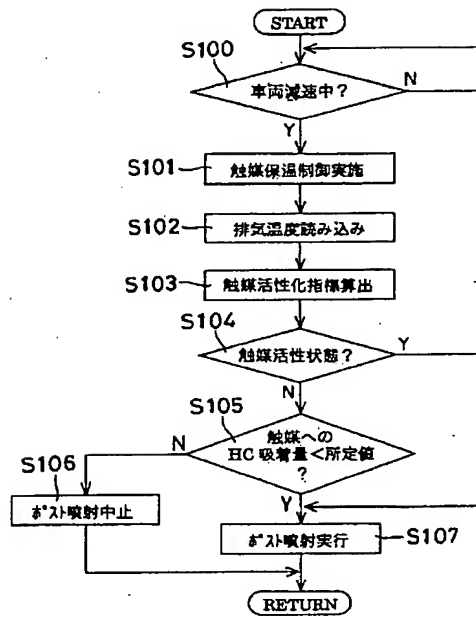 START
S100
車両減速中？
N
Y
S101
触媒保温制御実施
S102
排気温度読み込み
S103
触媒活性化指標算出
S104
触媒活性状態？
Y
N
S105
触媒への
HC 吸着量＜所定値
？
N
Y
S106
ﾎﾟｽﾄ噴射中止
ﾎﾟｽﾄ噴射実行
S107
RETURN